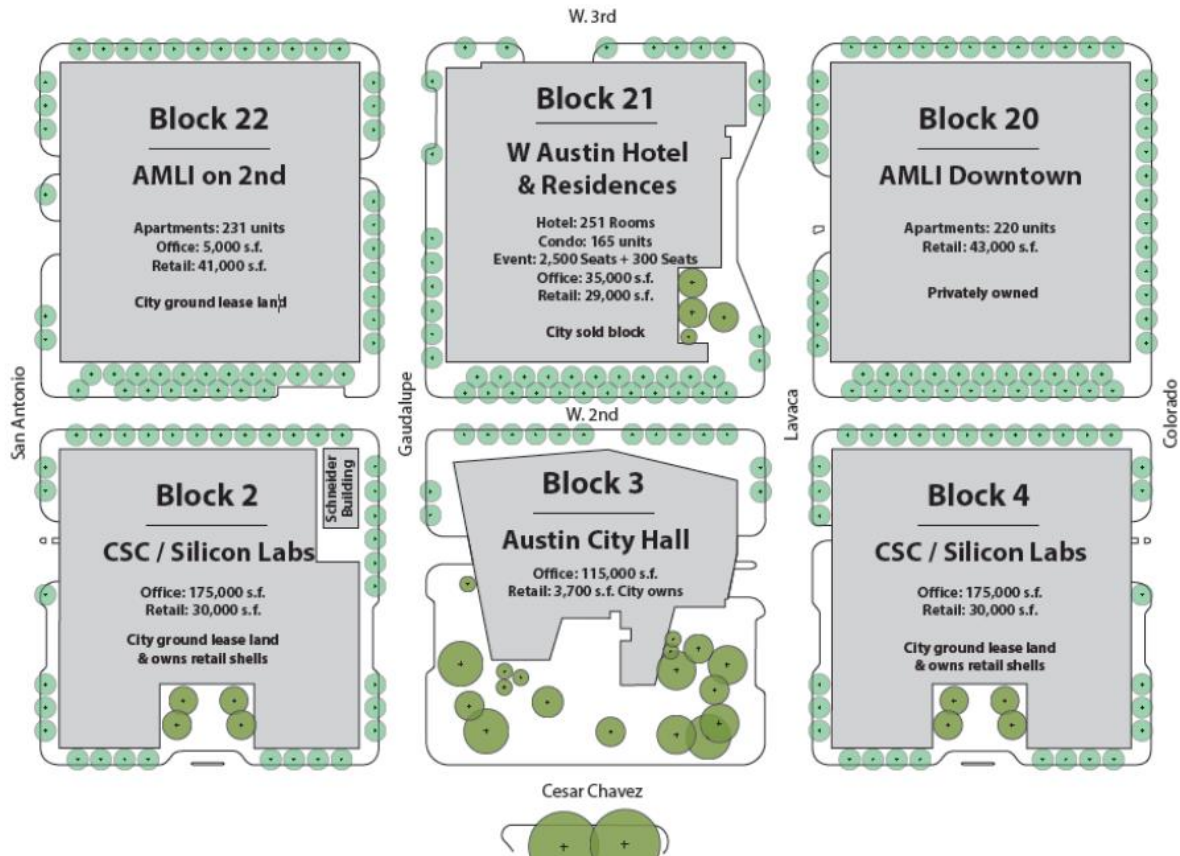 W. 3rd
Block 22
AMLI on 2nd
Apartments: 231 units
Office: 5,000 s.f.
Retail: 41,000 s.f.
City ground lease land
Block 21
W Austin Hotel
& Residences
Hotel: 251 Rooms
Condo: 165 units
Event: 2,500 Seats + 300 Seats
Office: 35,000 s.f.
Retail: 29,000 s.f.
City sold block
Block 20
AMLI Downtown
Apartments: 220 units
Retail: 43,000 s.f.
Privately owned
San Antonio
Gaudalupe
W. 2nd
Lavaca
Colorado
Block 2
CSC / Silicon Labs
Office: 175,000 s.f.
Retail: 30,000 s.f.
City ground lease land
& owns retail shells
Schneider
Building
Block 3
Austin City Hall
Office: 115,000 s.f.
Retail: 3,700 s.f. City owns
Block 4
CSC / Silicon Labs
Office: 175,000 s.f.
Retail: 30,000 s.f.
City ground lease land
& owns retail shells
Cesar Chavez